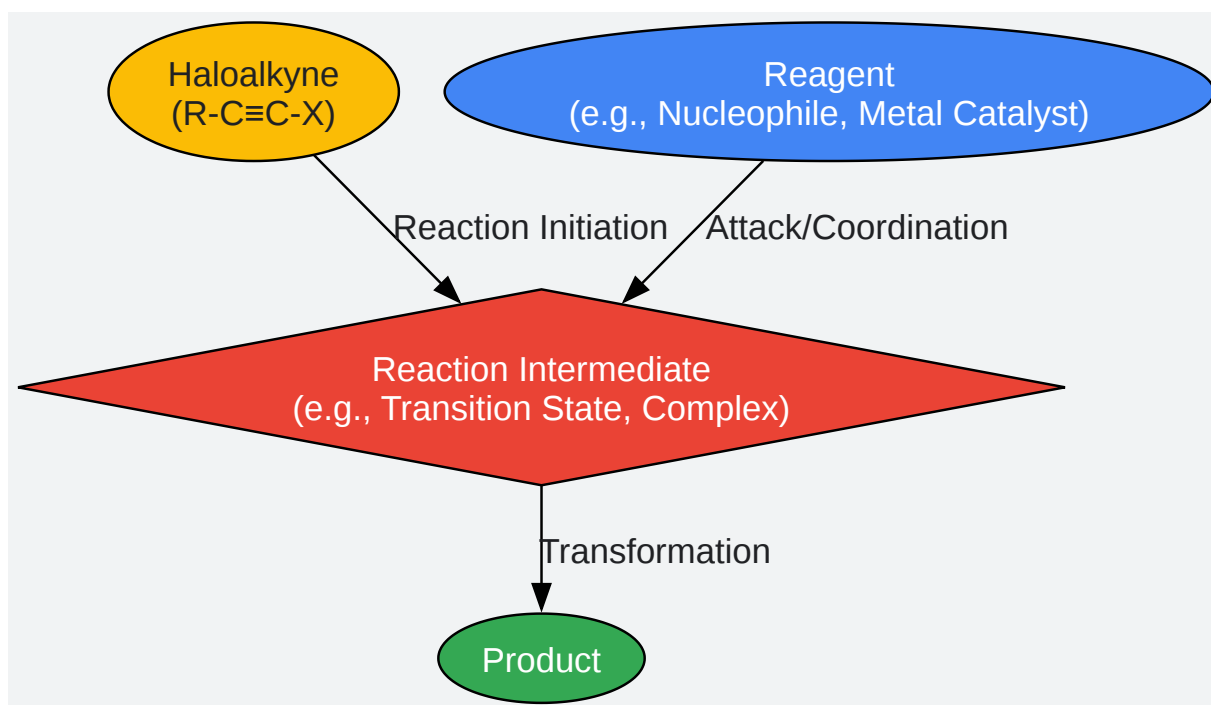 Haloalkyne
(R-C≡C-X)
Reagent
(e.g., Nucleophile, Metal Catalyst)
Reaction Initiation
Attack/Coordination
Reaction Intermediate
(e.g., Transition State, Complex)
Transformation
Product